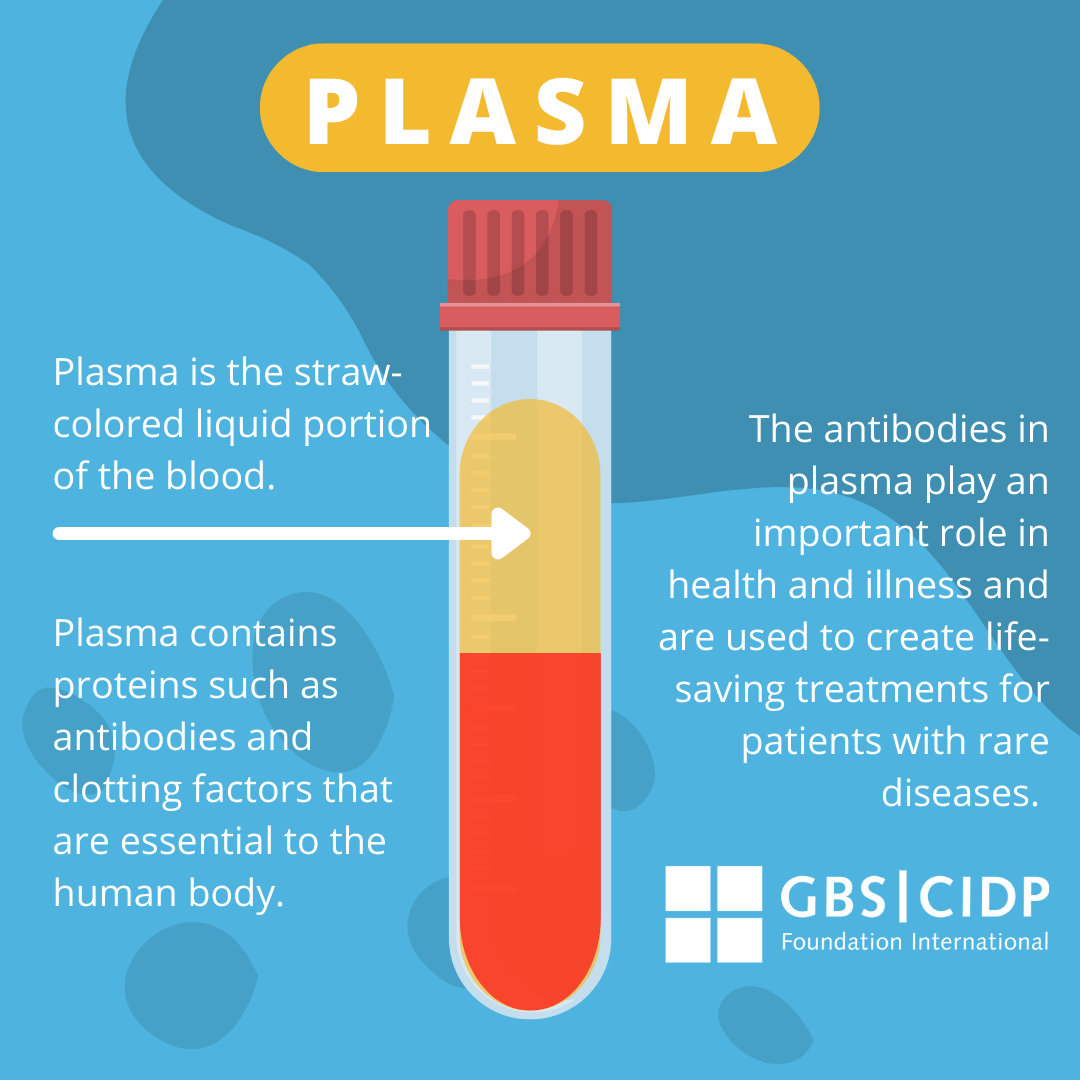 PLASMA
Plasma is the straw-
colored liquid portion
of the blood.
Plasma contains
proteins such as
antibodies and
clotting factors that
are essential to the
human body.
The antibodies in
plasma play an
important role in
health and illness and
are used to create life-
saving treatments for
patients with rare
diseases.
GBS|CIDP
Foundation International